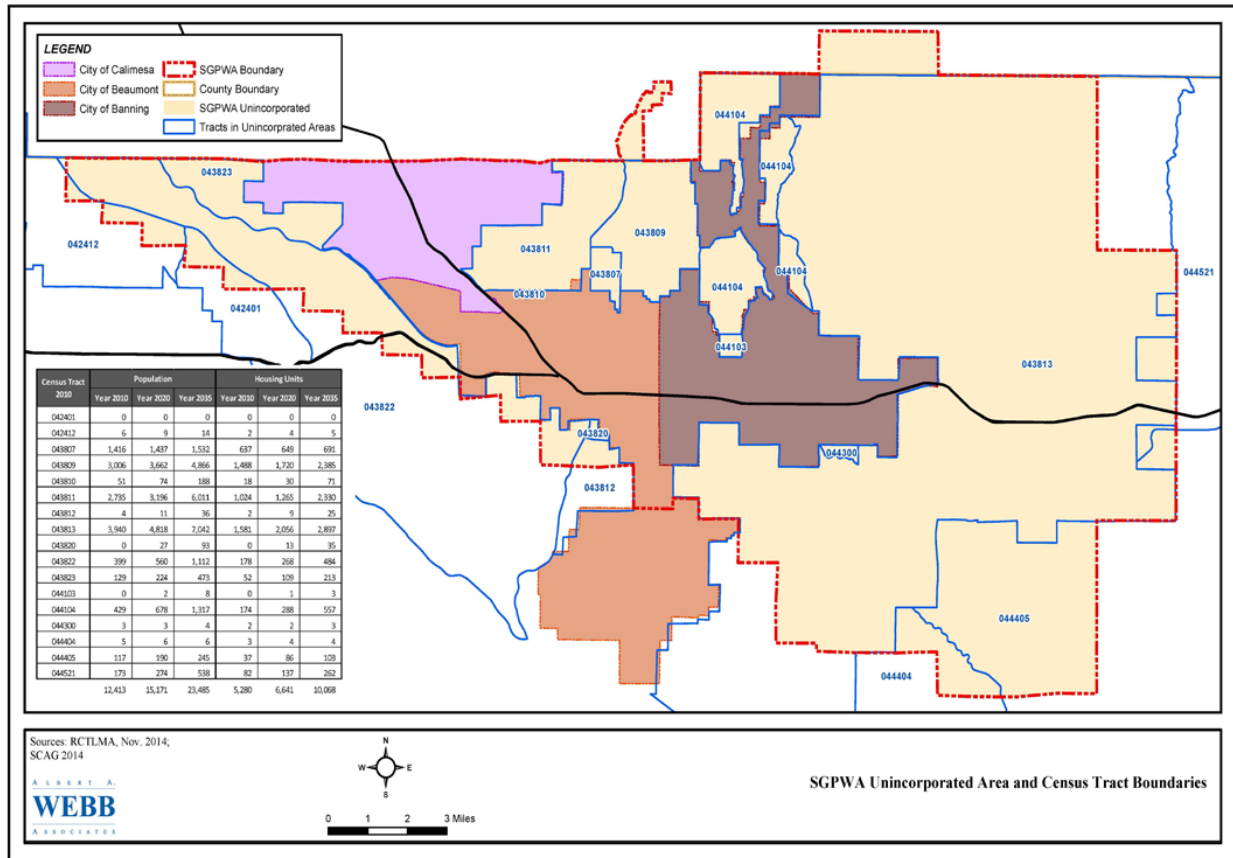 LEGEND
City of Calimesa
SGPWA Boundary
City of Beaumont
County Boundary
City of Banning
SGPWA Unincorporated
Tracts in Unincorprated Areas
044104
043823
044104
042412
043811
043809
044521
043807
044104
043810
044104
042401
044103
043813
043822
043820
044300
043812
044405
044404
Census Tract 2010 Population Housing Units
Year 2010 Year 2020 Year 2035 Year 2010 Year 2020 Year 2035
042401 0 0 0 0 0 0
042412 6 9 14 2 4 5
043807 1,416 1,437 1,532 637 649 691
043809 3,006 3,662 4,866 1,488 1,720 2,385
043810 51 74 188 18 30 71
043811 2,735 3,196 6,011 1,024 1,265 2,330
043812 4 11 36 2 9 25
043813 3,940 4,818 7,042 1,581 2,056 2,897
043820 0 27 93 0 13 35
043822 399 560 1,112 178 268 484
043823 129 224 473 52 109 213
044103 0 2 8 0 1 3
044104 429 678 1,317 174 288 557
044300 3 3 4 2 2 3
044404 5 6 6 3 4 4
044405 117 190 245 37 86 103
044521 173 274 538 82 137 262
12,413 15,171 23,485 5,280 6,641 10,068
Sources: RCTLMA, Nov. 2014;
SCAG 2014
ALBERT A.
WEBB
ASSOCIATES
N
W E
S
0 1 2 3 Miles
SGPWA Unincorporated Area and Census Tract Boundaries